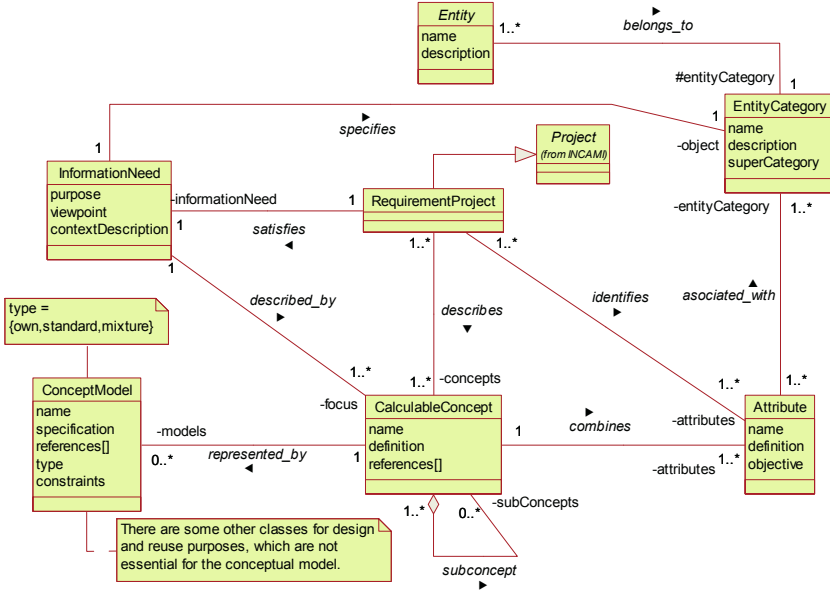 Entity
name
description
1..*
belongs_to
#entityCategory
1
EntityCategory
name
description
superCategory
specifies
1
1
-object
Project
(from INCAMI)
InformationNeed
purpose
viewpoint
contextDescription
-informationNeed
1
1
satisfies
RequirementProject
-entityCategory
1..*
1
1..*
1..*
described_by
describes
identifies
asociated_with
type =
{own,standard,mixture}
1..*
1..*
-concepts
1..*
1..*
-focus
ConceptModel
name
specification
references[]
type
constraints
-models
0..*
represented_by
1
CalculableConcept
name
definition
references[]
1
combines
-attributes
-attributes
1..*
Attribute
name
definition
objective
1..*
0..*
-subConcepts
subconcept
There are some other classes for design
and reuse purposes, which are not
essential for the conceptual model.